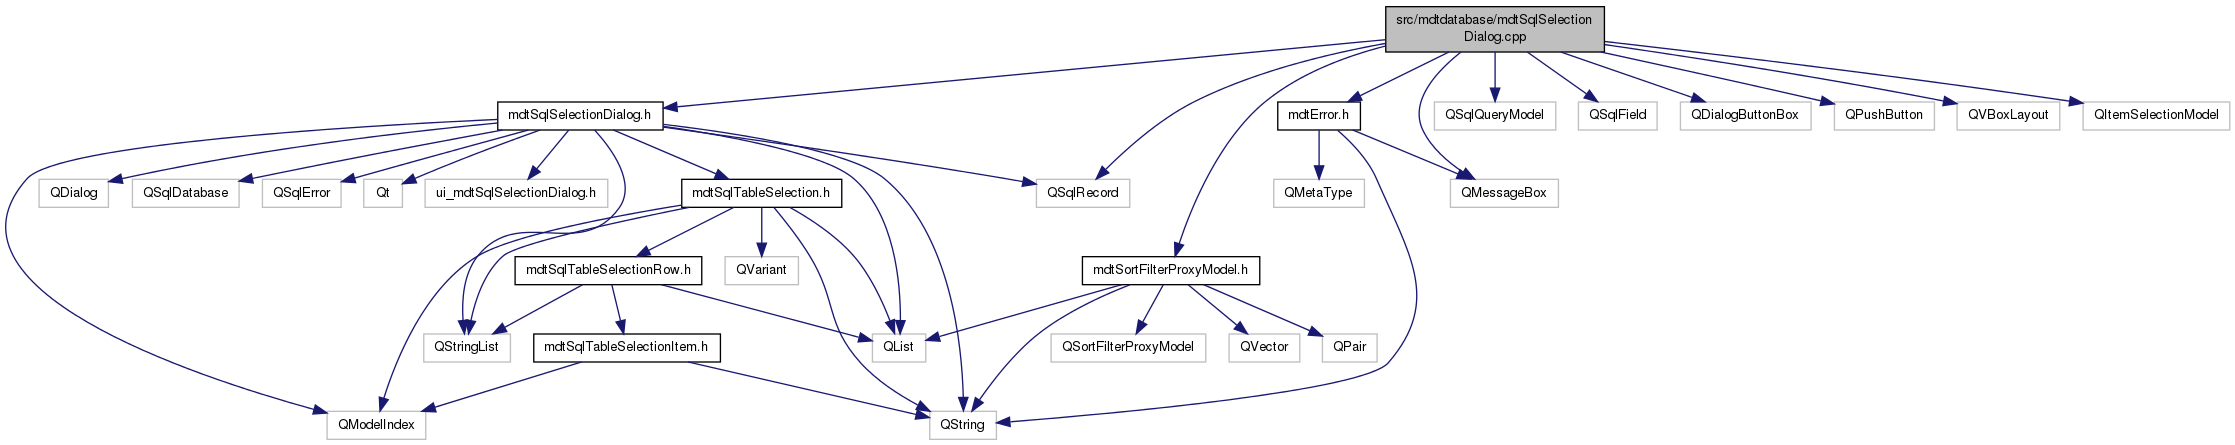 src/mdtdatabase/mdtSqlSelection
Dialog.cpp
mdtSqlSelectionDialog.h
mdtError.h
QSqlQueryModel
QSqlField
QDialogButtonBox
QPushButton
QVBoxLayout
QItemSelectionModel
QDialog
QSqlDatabase
QSqlError
Qt
ui_mdtSqlSelectionDialog.h
mdtSqlTableSelection.h
QSqlRecord
QMetaType
QMessageBox
mdtSqlTableSelectionRow.h
QVariant
mdtSortFilterProxyModel.h
QStringList
mdtSqlTableSelectionItem.h
QList
QSortFilterProxyModel
QVector
QPair
QModelIndex
QString